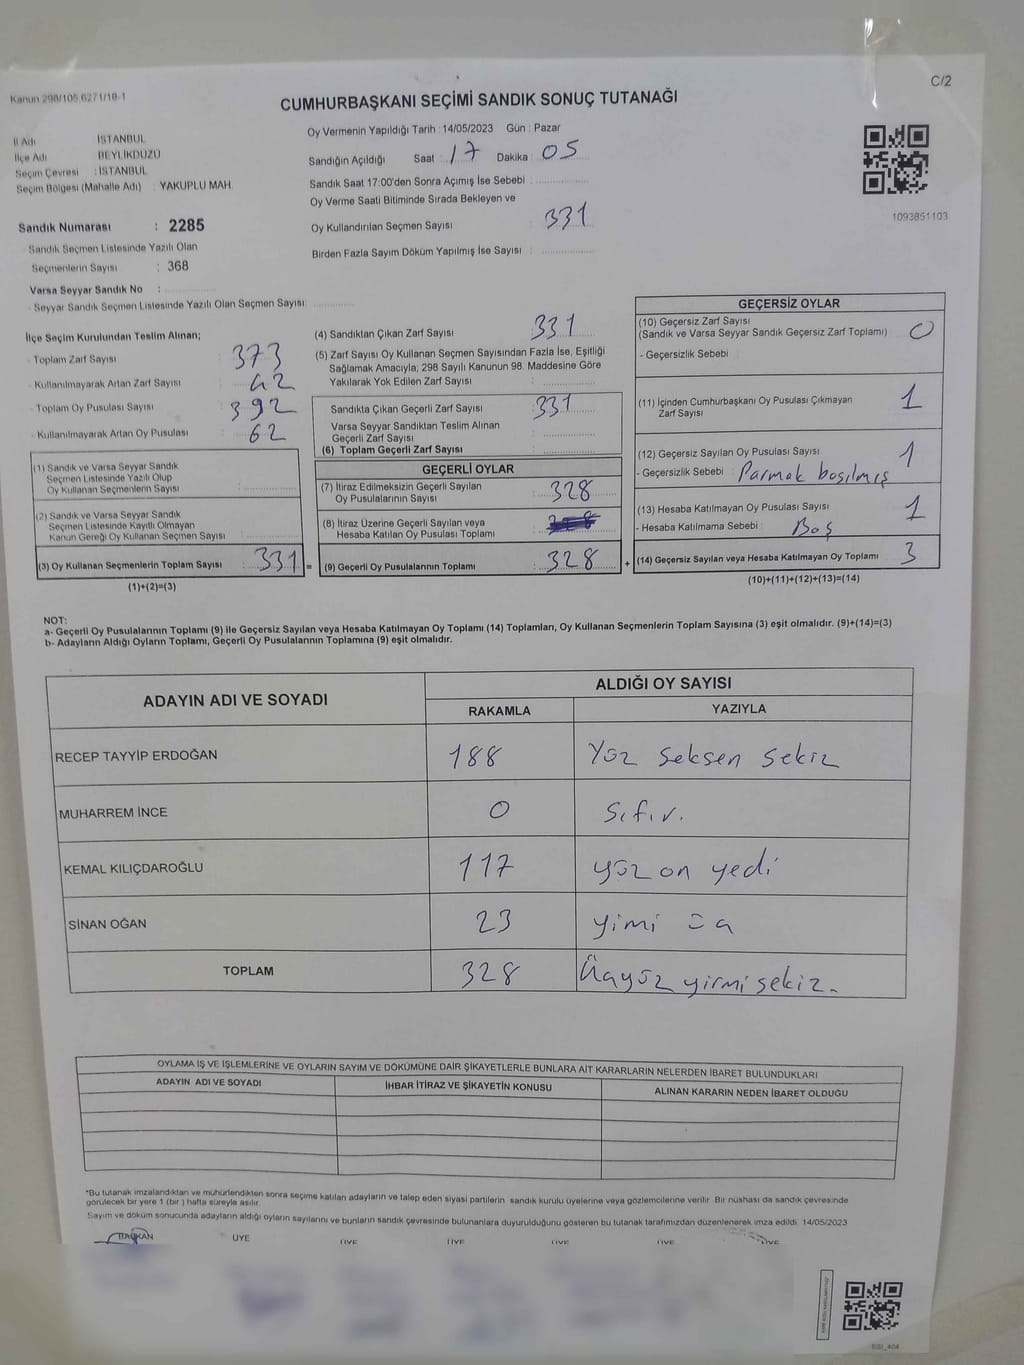 Kanun 298/105 6271/18-1
C/2
CUMHURBAŞKANI SEÇİMİ SANDIK SONUÇ TUTANAĞI
İl Adı İSTANBUL
İlçe Adı BEYLİKDÜZÜ
Seçim Çevresi : İSTANBUL
Seçim Bölgesi (Mahalle Adı) : YAKUPLU MAH.
Sandık Numarası : 2285
- Sandık Seçmen Listesinde Yazılı Olan
Seçmenlerin Sayısı : 368
Varsa Seyyar Sandık No :
- Seyyar Sandık Seçmen Listesinde Yazılı Olan Seçmen Sayısı
Oy Vermenin Yapıldığı Tarih : 14/05/2023 Gün : Pazar
Sandığın Açıldığı Saat : 17 Dakika : 05
Sandık Saat 17:00'den Sonra Açımış İse Sebebi :
Oy Verme Saati Bitiminde Sırada Bekleyen ve
Oy Kullandırılan Seçmen Sayısı : 331
Birden Fazla Sayım Döküm Yapılmış İse Sayısı :
1093851103
İlçe Seçim Kurulundan Teslim Alınan;
- Toplam Zarf Sayısı : 373
- Kullanılmayarak Artan Zarf Sayısı : 42
- Toplam Oy Pusulası Sayısı : 392
- Kullanılmayarak Artan Oy Pusulası : 62
(1) Sandık ve Varsa Seyyar Sandık
Seçmen Listesinde Yazılı Olup
Oy Kullanan Seçmenlerin Sayısı :
(2) Sandık ve Varsa Seyyar Sandık
Seçmen Listesinde Kayıtlı Olmayan
Kanun Gereği Oy Kullanan Seçmen Sayısı :
(3) Oy Kullanan Seçmenlerin Toplam Sayısı : 331 =
(1)+(2)=(3)
(4) Sandıktan Çıkan Zarf Sayısı : 331
(5) Zarf Sayısı Oy Kullanan Seçmen Sayısından Fazla İse, Eşitliği
Sağlamak Amacıyla; 298 Sayılı Kanunun 98. Maddesine Göre
Yakılarak Yok Edilen Zarf Sayısı :
Sandıkta Çıkan Geçerli Zarf Sayısı : 331
Varsa Seyyar Sandıktan Teslim Alınan
Geçerli Zarf Sayısı :
(6) Toplam Geçerli Zarf Sayısı :
GEÇERLİ OYLAR
(7) İtiraz Edilmeksizin Geçerli Sayılan
Oy Pusulalarının Sayısı : 328
(8) İtiraz Üzerine Geçerli Sayılan veya
Hesaba Katılan Oy Pusulası Toplamı :
(9) Geçerli Oy Pusulalarının Toplamı : 328 +
GEÇERSİZ OYLAR
(10) Geçersiz Zarf Sayısı
(Sandık ve Varsa Seyyar Sandık Geçersiz Zarf Toplamı) : 0
- Geçersizlik Sebebi :
(11) İçinden Cumhurbaşkanı Oy Pusulası Çıkmayan
Zarf Sayısı : 1
(12) Geçersiz Sayılan Oy Pusulası Sayısı : 1
- Geçersizlik Sebebi : Parmak basılmış
(13) Hesaba Katılmayan Oy Pusulası Sayısı : 1
- Hesaba Katılmama Sebebi : Boş
(14) Geçersiz Sayılan veya Hesaba Katılmayan Oy Toplamı : 3
(10)+(11)+(12)+(13)=(14)
NOT:
a- Geçerli Oy Pusulalarının Toplamı (9) ile Geçersiz Sayılan veya Hesaba Katılmayan Oy Toplamı (14) Toplamları, Oy Kullanan Seçmenlerin Toplam Sayısına (3) eşit olmalıdır. (9)+(14)=(3)
b- Adayların Aldığı Oyların Toplamı, Geçerli Oy Pusulalarının Toplamına (9) eşit olmalıdır.
ADAYIN ADI VE SOYADI
ALDIĞI OY SAYISI
RAKAMLA YAZIYLA
RECEP TAYYİP ERDOĞAN 188 Yüz seksen sekiz
MUHARREM İNCE 0 Sıfır.
KEMAL KILIÇDAROĞLU 117 yüz on yedi
SİNAN OĞAN 23 yimi
TOPLAM 328 Üçyüz yirmi sekiz.
OYLAMA İŞ VE İŞLEMLERİNE VE OYLARIN SAYIM VE DÖKÜMÜNE DAİR ŞİKAYETLERLE BUNLARA AİT KARARLARIN NELERDEN İBARET BULUNDUKLARI
ADAYIN ADI VE SOYADI İHBAR İTİRAZ VE ŞİKAYETİN KONUSU ALINAN KARARIN NEDEN İBARET OLDUĞU
*Bu tutanak imzalandıktan ve mühürlendikten sonra seçime katılan adayların ve talep eden siyasi partilerin sandık kurulu üyelerine veya gözlemcilerine verilir. Bir nüshası da sandık çevresinde
görülecek bir yere 1 (bir) hafta süreyle asılır.
Sayım ve döküm sonucunda adayların aldığı oyların sayılarını ve bunların sandık çevresinde bulunanlara duyurulduğunu gösteren bu tutanak tarafımızdan düzenlenerek imza edildi. 14/05/2023
BAŞKAN ÜYE ÜYE ÜYE ÜYE ÜYE ÜYE